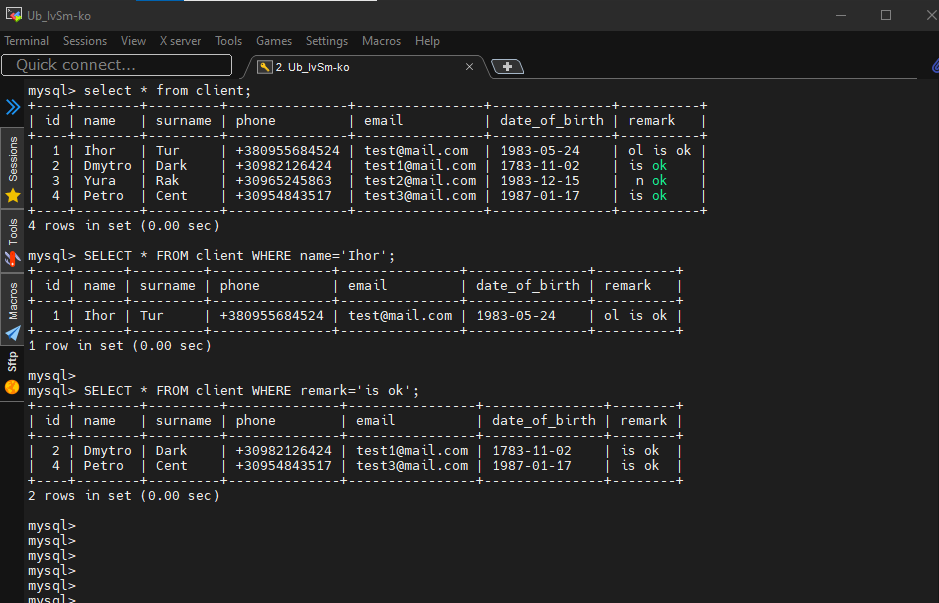 Ub_lvSm-ko
Terminal Sessions View X server Tools Games Settings Macros Help
Quick connect...
2. Ub_lvSm-ko
Sessions
Tools
Macros
Sftp
mysql> select * from client;
+----+--------+---------+---------------+----------------+---------------+----------+
| id | name   | surname | phone         | email          | date_of_birth | remark   |
+----+--------+---------+---------------+----------------+---------------+----------+
|  1 | Ihor   | Tur     | +380955684524 | test@mail.com  | 1983-05-24    | ol is ok |
|  2 | Dmytro | Dark    | +30982126424  | test1@mail.com | 1783-11-02    | is ok    |
|  3 | Yura   | Rak     | +30965245863  | test2@mail.com | 1983-12-15    |  n ok    |
|  4 | Petro  | Cent    | +30954843517  | test3@mail.com | 1987-01-17    | is ok    |
+----+--------+---------+---------------+----------------+---------------+----------+
4 rows in set (0.00 sec)
mysql> SELECT * FROM client WHERE name='Ihor';
+----+------+---------+---------------+---------------+---------------+----------+
| id | name | surname | phone         | email         | date_of_birth | remark   |
+----+------+---------+---------------+---------------+---------------+----------+
|  1 | Ihor | Tur     | +380955684524 | test@mail.com | 1983-05-24    | ol is ok |
+----+------+---------+---------------+---------------+---------------+----------+
1 row in set (0.00 sec)
mysql>
mysql> SELECT * FROM client WHERE remark='is ok';
+----+--------+---------+--------------+----------------+---------------+--------+
| id | name   | surname | phone        | email          | date_of_birth | remark |
+----+--------+---------+--------------+----------------+---------------+--------+
|  2 | Dmytro | Dark    | +30982126424 | test1@mail.com | 1783-11-02    | is ok  |
|  4 | Petro  | Cent    | +30954843517 | test3@mail.com | 1987-01-17    | is ok  |
+----+--------+---------+--------------+----------------+---------------+--------+
2 rows in set (0.00 sec)
mysql>
mysql>
mysql>
mysql>
mysql>
mysql>